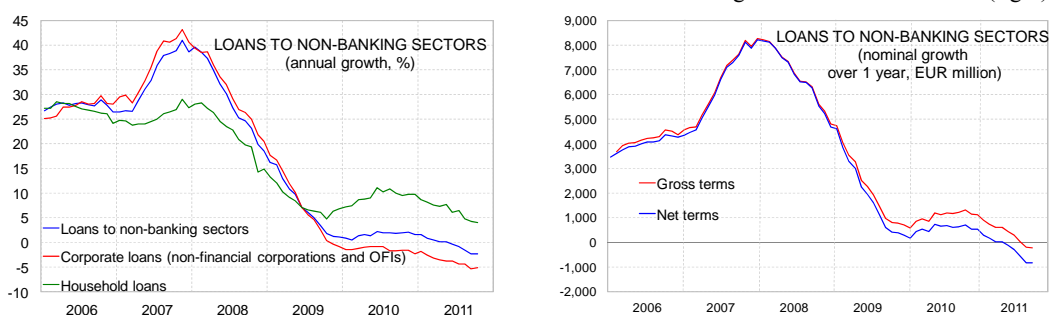 LOANS TO NON-BANKING SECTORS
(annual growth, %)
45
40
35
30
25
20
15
10
5
0
-5
-10
Loans to non-banking sectors
Corporate loans (non-financial corporations and OFIs)
Household loans
2006 2007 2008 2009 2010 2011
LOANS TO NON-BANKING SECTORS
(nominal growth
over 1 year, EUR million)
9,000
8,000
7,000
6,000
5,000
4,000
3,000
2,000
1,000
0
-1,000
-2,000
Gross terms
Net terms
2006 2007 2008 2009 2010 2011